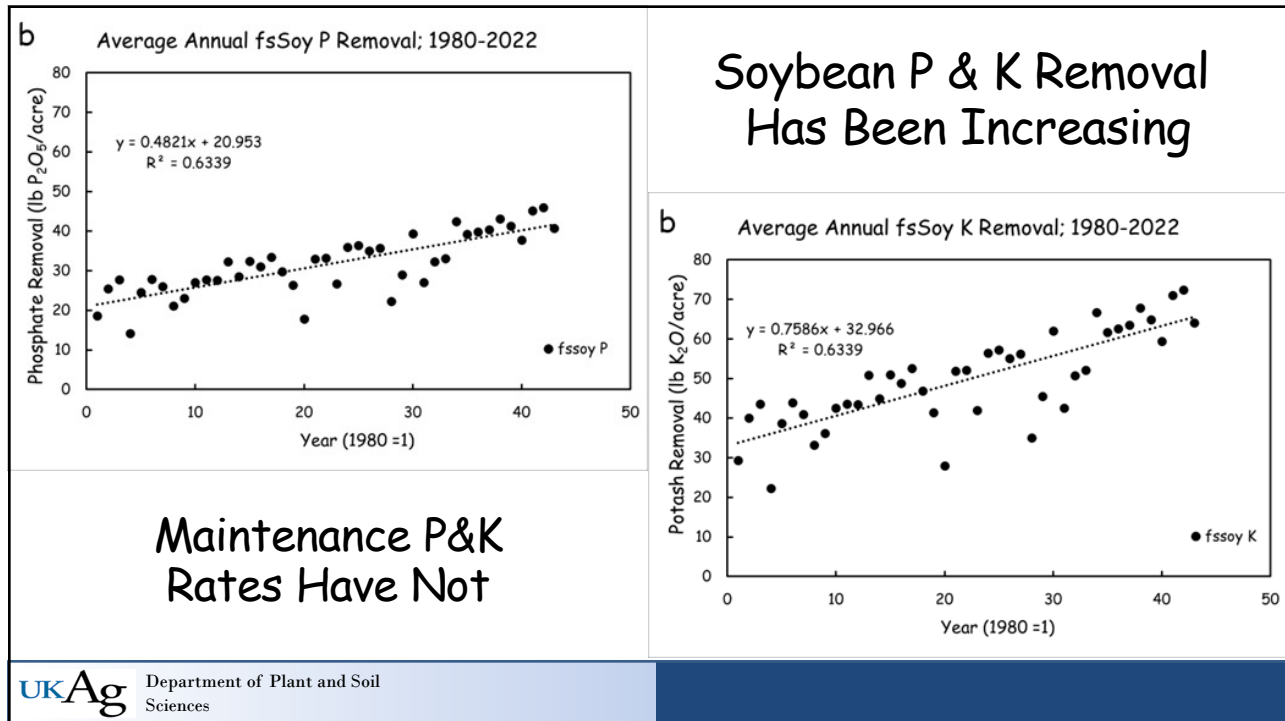 b
Average Annual fsSoy P Removal; 1980-2022
80
70
60
50
40
30
20
10
0
Phosphate Removal (lb P₂O₅/acre)
y = 0.4821x + 20.953
R² = 0.6339
fssoy P
0 10 20 30 40 50
Year (1980 =1)
Soybean P & K Removal
Has Been Increasing
b
Average Annual fsSoy K Removal; 1980-2022
80
70
60
50
40
30
20
10
0
Potash Removal (lb K₂O/acre)
y = 0.7586x + 32.966
R² = 0.6339
fssoy K
0 10 20 30 40 50
Year (1980 =1)
Maintenance P&K
Rates Have Not
UKAg
Department of Plant and Soil
Sciences